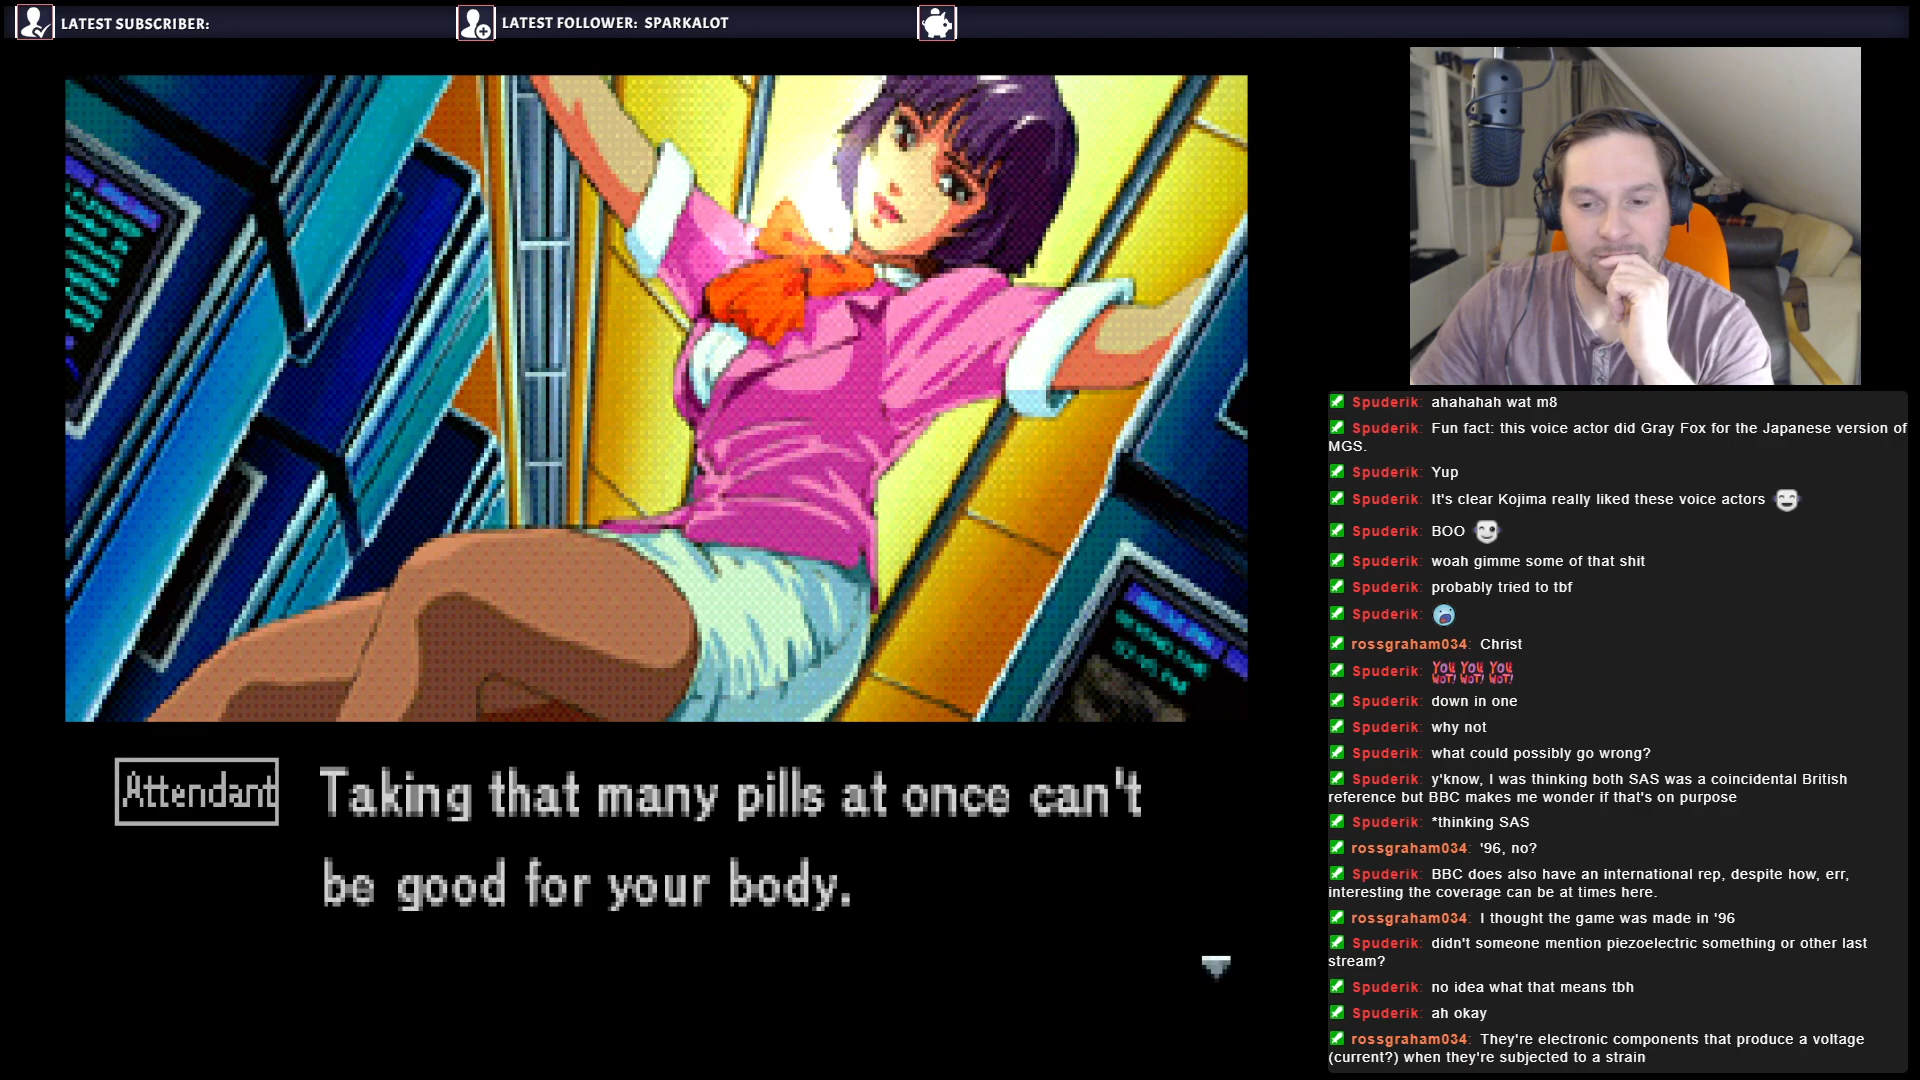 LATEST SUBSCRIBER:
LATEST FOLLOWER: SPARKALOT
Attendant
Taking that many pills at once can't
be good for your body.
Spuderik: ahahahah wat m8
Spuderik: Fun fact: this voice actor did Gray Fox for the Japanese version of
MGS.
Spuderik: Yup
Spuderik: It's clear Kojima really liked these voice actors
Spuderik: BOO
Spuderik: woah gimme some of that shit
Spuderik: probably tried to tbf
Spuderik:
rossgraham034: Christ
Spuderik: YOU WOT! YOU WOT! YOU WOT!
Spuderik: down in one
Spuderik: why not
Spuderik: what could possibly go wrong?
Spuderik: y'know, I was thinking both SAS was a coincidental British
reference but BBC makes me wonder if that's on purpose
Spuderik: *thinking SAS
rossgraham034: '96, no?
Spuderik: BBC does also have an international rep, despite how, err,
interesting the coverage can be at times here.
rossgraham034: I thought the game was made in '96
Spuderik: didn't someone mention piezoelectric something or other last
stream?
Spuderik: no idea what that means tbh
Spuderik: ah okay
rossgraham034: They're electronic components that produce a voltage
(current?) when they're subjected to a strain